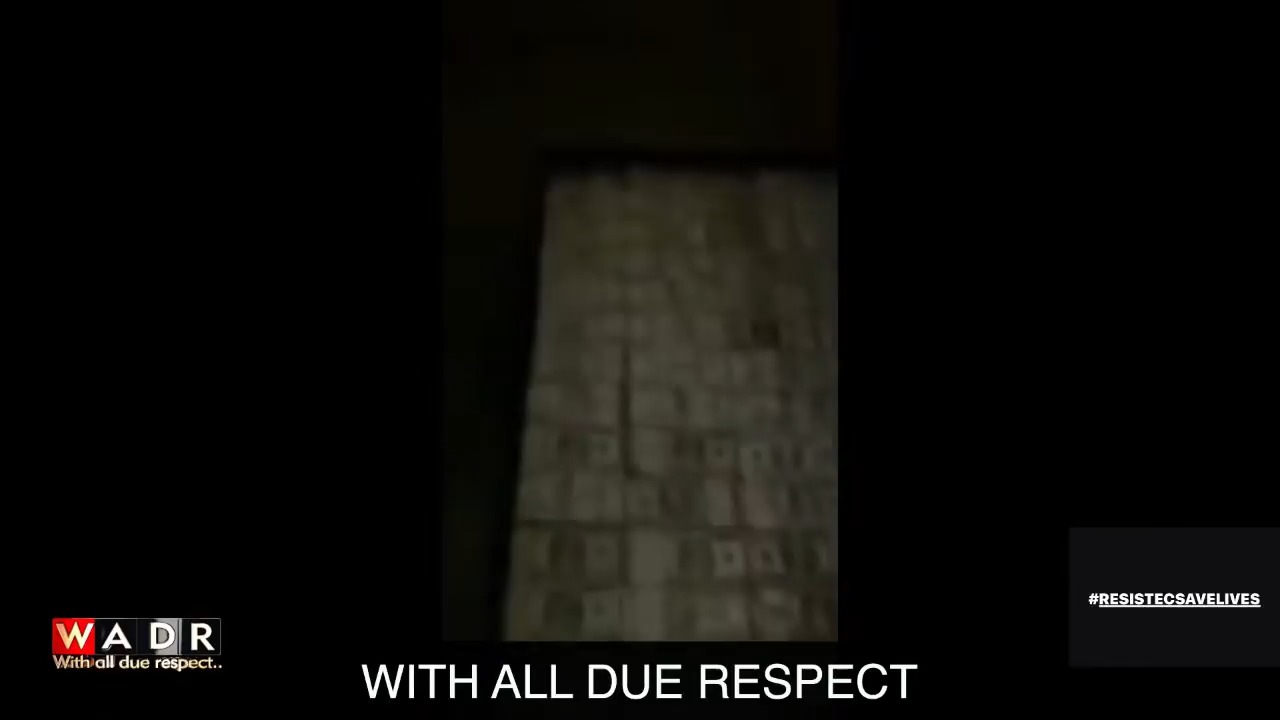 #RESISTECSAVELIVES
WADR
With all due respect..
WITH ALL DUE RESPECT